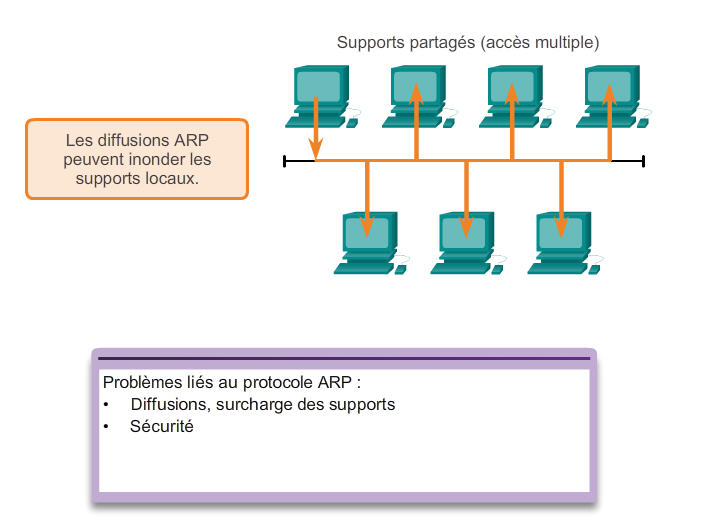 Supports partagés (accès multiple)
Les diffusions ARP
peuvent inonder les
supports locaux.
Problèmes liés au protocole ARP :
• Diffusions, surcharge des supports
• Sécurité